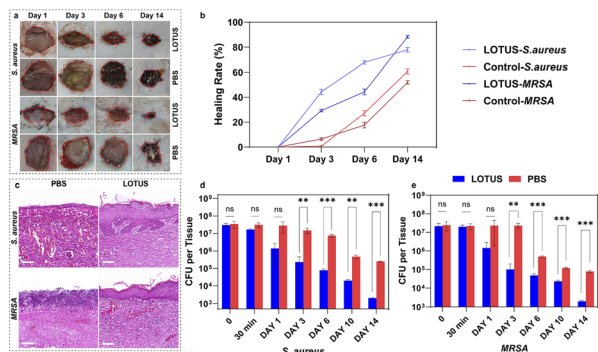 a Day 1 Day 3 Day 6 Day 14
S. aureus
LOTUS
PBS
MRSA
LOTUS
PBS
b
Healing Rate (%)
100
80
60
40
20
0
Day 1 Day 3 Day 6 Day 14
LOTUS-S.aureus
Control-S.aureus
LOTUS-MRSA
Control-MRSA
c PBS LOTUS
S. aureus
MRSA
d LOTUS PBS
CFU per Tissue
10⁹
10⁸
10⁷
10⁶
10⁵
10⁴
10³
ns ns ns ** *** ** ***
0 30 min DAY 1 DAY 3 DAY 6 DAY 10 DAY 14
S. aureus
e LOTUS PBS
CFU per Tissue
10⁹
10⁸
10⁷
10⁶
10⁵
10⁴
10³
ns ns ns ** *** *** ***
0 30 min DAY 1 DAY 3 DAY 6 DAY 10 DAY 14
MRSA